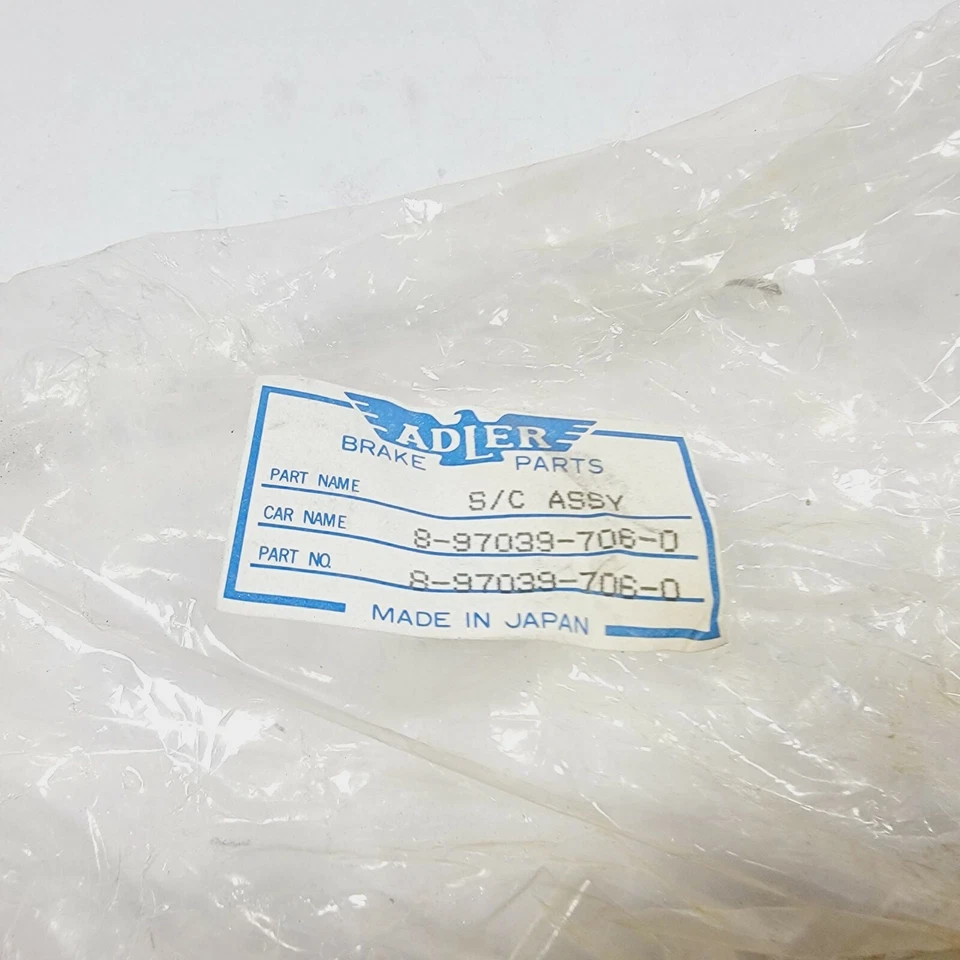 ADLER
BRAKE PARTS
PART NAME S/C ASSY
CAR NAME 8-97039-706-0
PART NO. 8-97039-706-0
MADE IN JAPAN